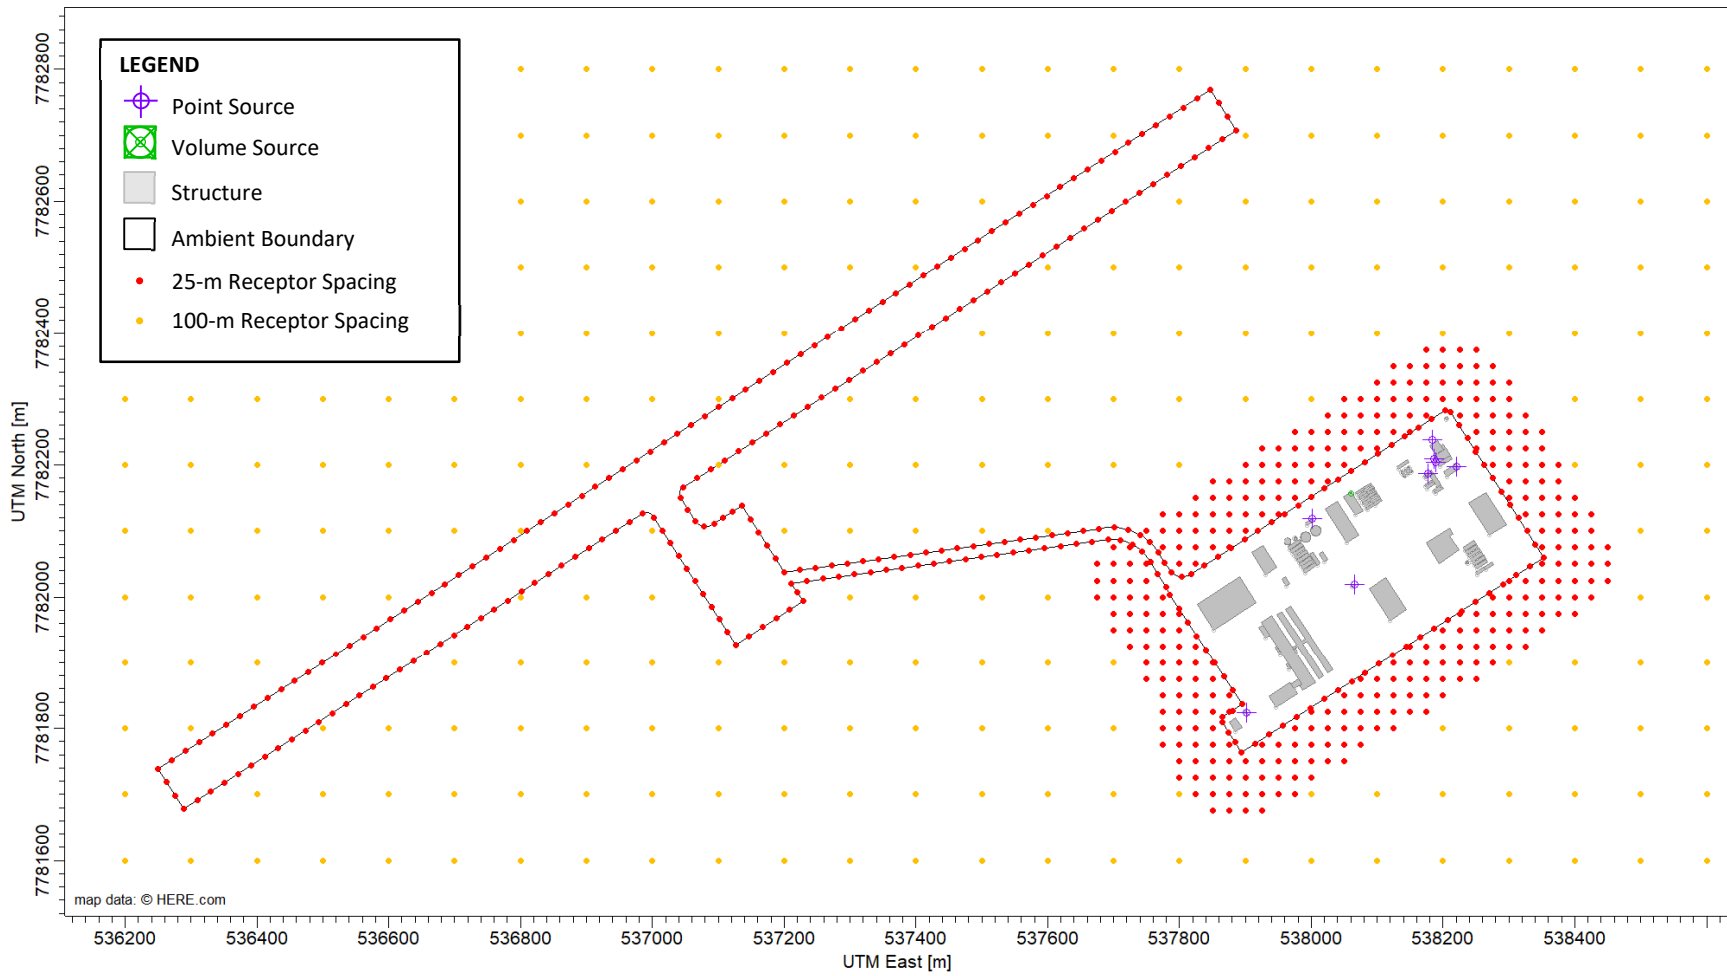 LEGEND
Point Source
Volume Source
Structure
Ambient Boundary
25-m Receptor Spacing
100-m Receptor Spacing
7782800
7782600
7782400
7782200
7782000
7781800
7781600
UTM North [m]
map data: © HERE.com
536200 536400 536600 536800 537000 537200 537400 537600 537800 538000 538200 538400
UTM East [m]